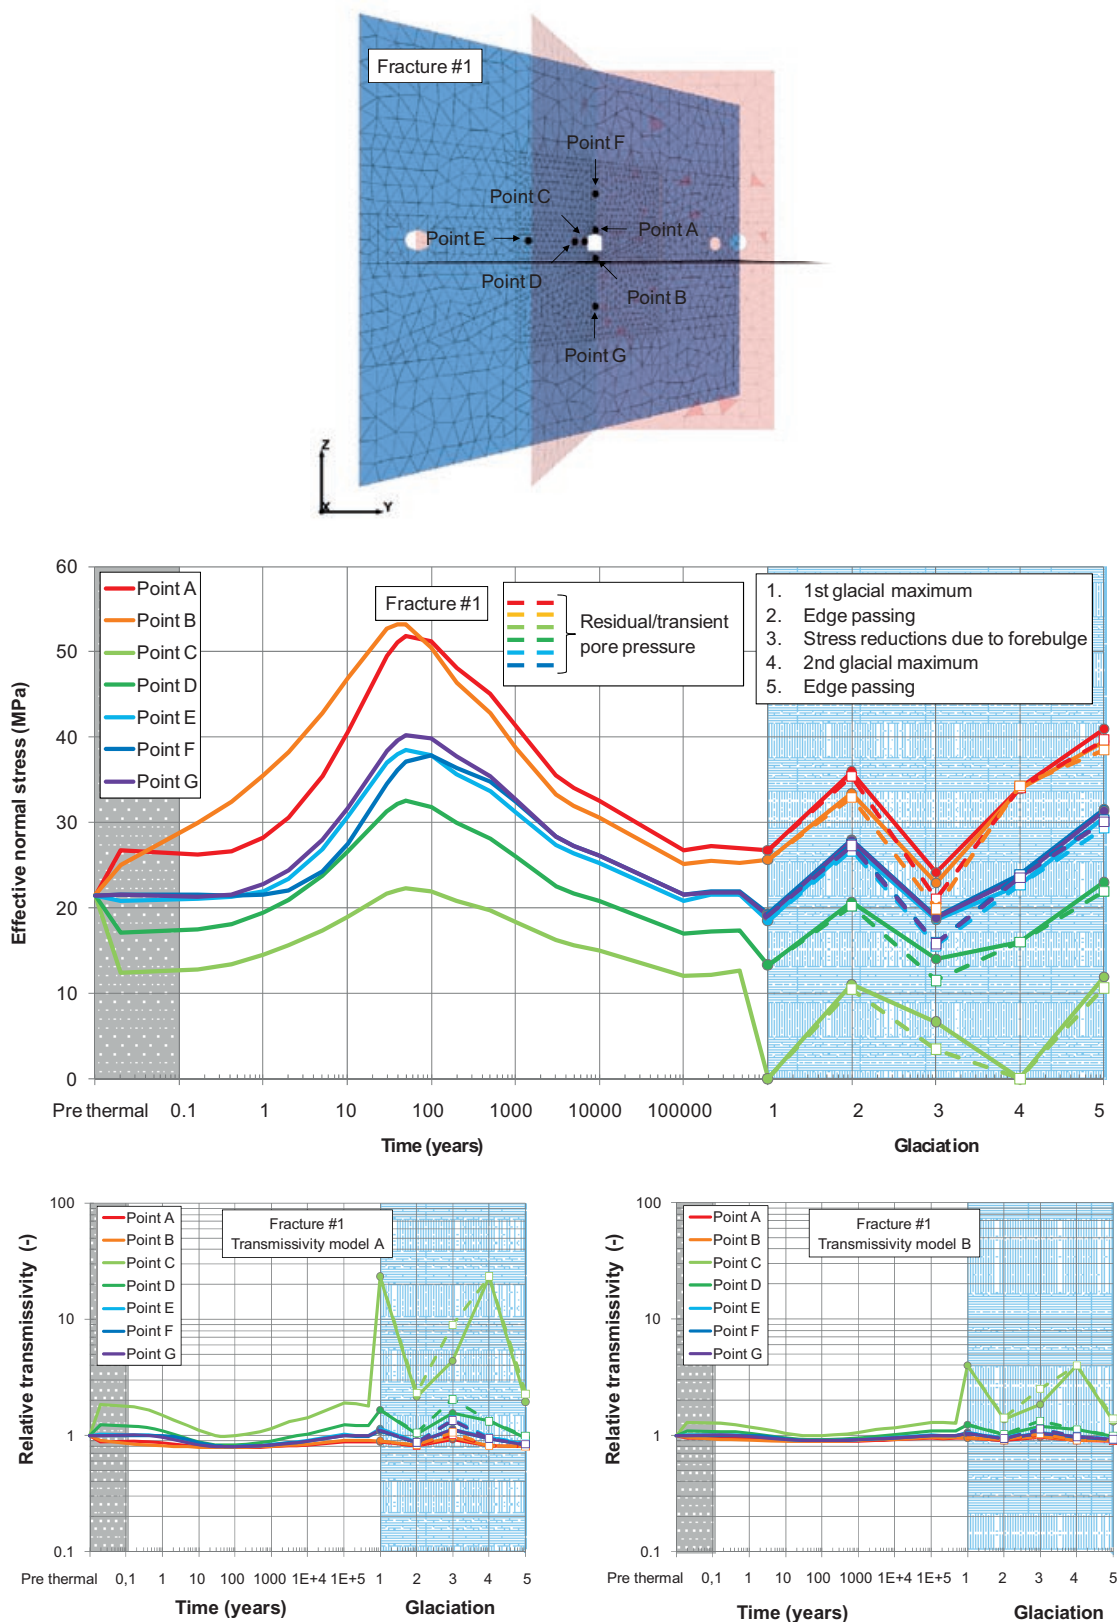 Fracture #1
Point F
Point C
Point A
Point E
Point D
Point B
Point G
Z
X
Y
60
50
40
30
20
10
0
Effective normal stress (MPa)
Point A
Point B
Point C
Point D
Point E
Point F
Point G
Fracture #1
Residual/transient
pore pressure
1. 1st glacial maximum
2. Edge passing
3. Stress reductions due to forebulge
4. 2nd glacial maximum
5. Edge passing
Pre thermal 0.1 1 10 100 1000 10000 100000 1 2 3 4 5
Time (years) Glaciation
100
10
1
0.1
Relative transmissivity (-)
Point A
Point B
Point C
Point D
Point E
Point F
Point G
Fracture #1
Transmissivity model A
Pre thermal 0,1 1 10 100 1000 1E+4 1E+5 1 2 3 4 5
Time (years) Glaciation
100
10
1
0.1
Relative transmissivity (-)
Point A
Point B
Point C
Point D
Point E
Point F
Point G
Fracture #1
Transmissivity model B
Pre thermal 0,1 1 10 100 1000 1E+4 1E+5 1 2 3 4 5
Time (years) Glaciation